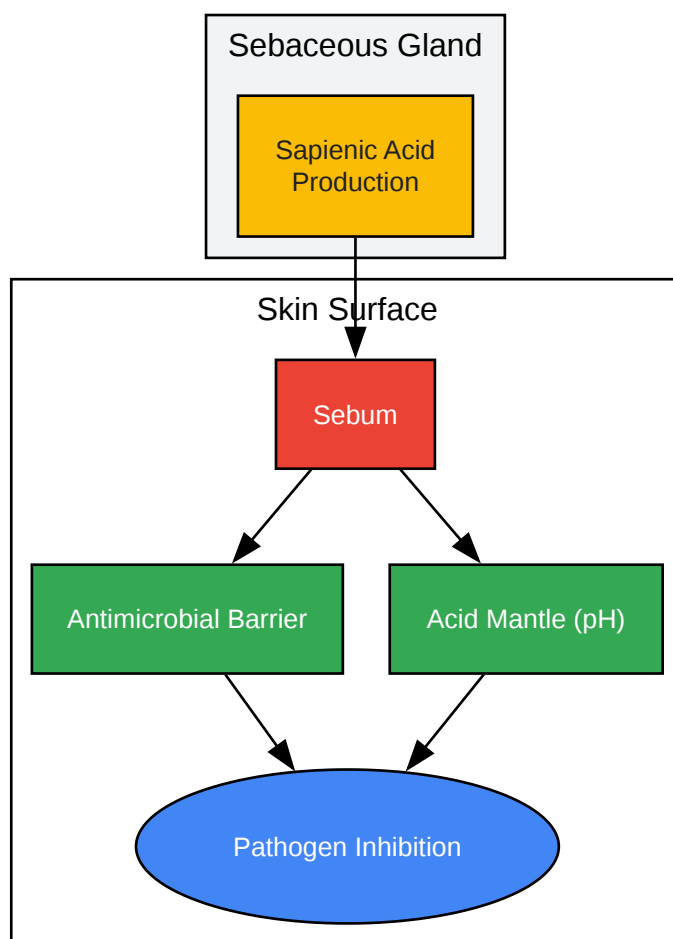 Sebaceous Gland
Sapienic Acid
Production
Skin Surface
Sebum
Antimicrobial Barrier
Acid Mantle (pH)
Pathogen Inhibition